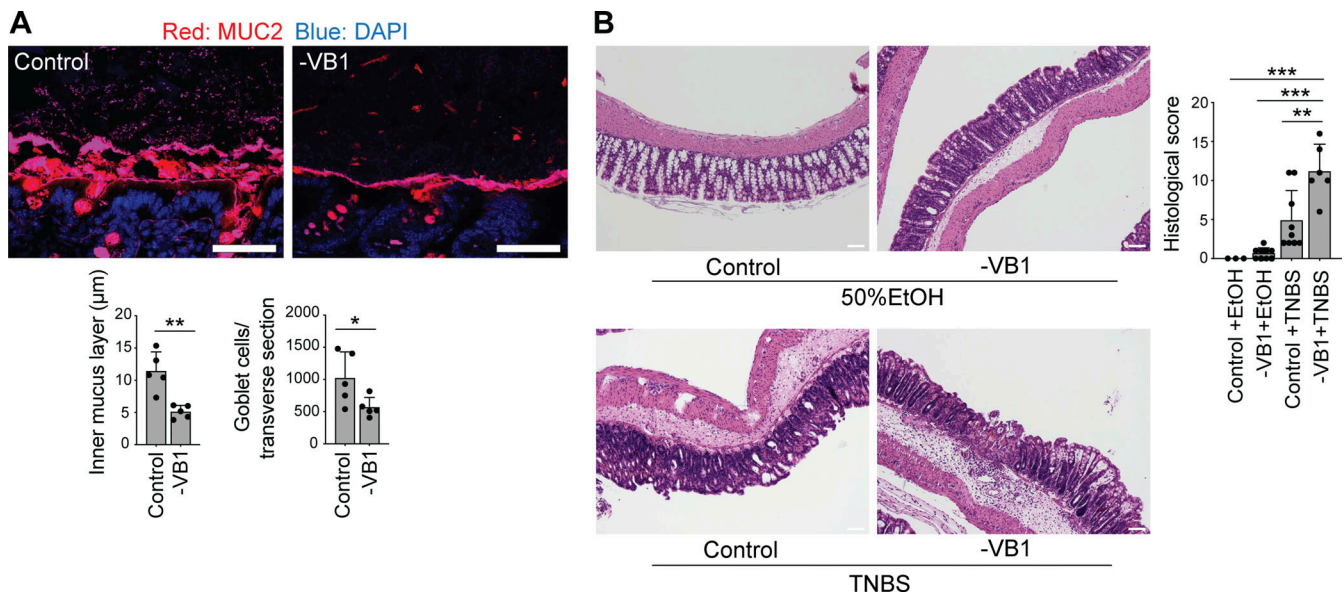 A
Red: MUC2 Blue: DAPI
Control
-VB1
Inner mucus layer (µm)
20
15
10
5
0
**
Control
-VB1
Goblet cells/
transverse section
2000
1500
1000
500
0
*
Control
-VB1
B
Control
-VB1
50%EtOH
Control
-VB1
TNBS
Histological score
20
15
10
5
0
***
***
**
Control +EtOH
-VB1+EtOH
Control+TNBS
-VB1+TNBS